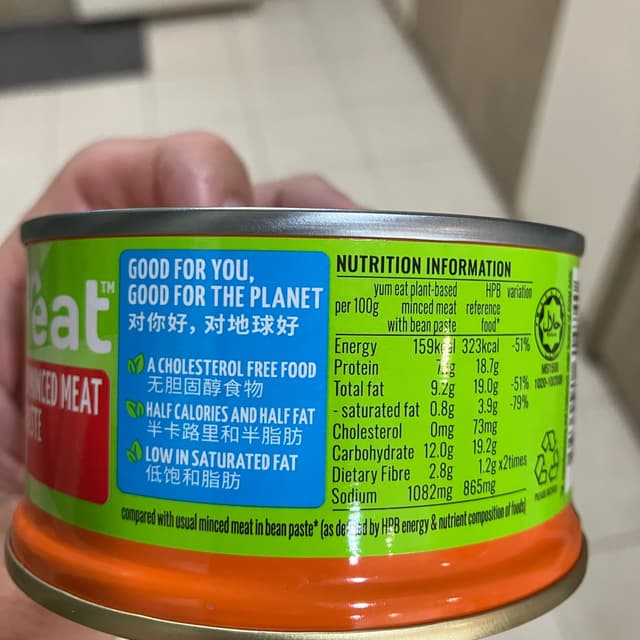 eat™
MINCED MEAT
GOOD FOR YOU,
GOOD FOR THE PLANET
对你好，对地球好
A CHOLESTEROL FREE FOOD
无胆固醇食物
HALF CALORIES AND HALF FAT
半卡路里和半脂肪
LOW IN SATURATED FAT
低饱和脂肪
NUTRITION INFORMATION
per 100g yum eat plant-based minced meat with bean paste HPB reference food* variation
Energy 159kcal 323kcal -51%
Protein 18.7g
Total fat 9.2g 19.0g -51%
- saturated fat 0.8g 3.9g -79%
Cholesterol 0mg 73mg
Carbohydrate 12.0g 19.2g
Dietary Fibre 2.8g 1.2g x2times
Sodium 1082mg 865mg
compared with usual minced meat in bean paste* (as defined by HPB energy & nutrient composition of foods)
HALAL
MS1500
PLEASE RECYCLE